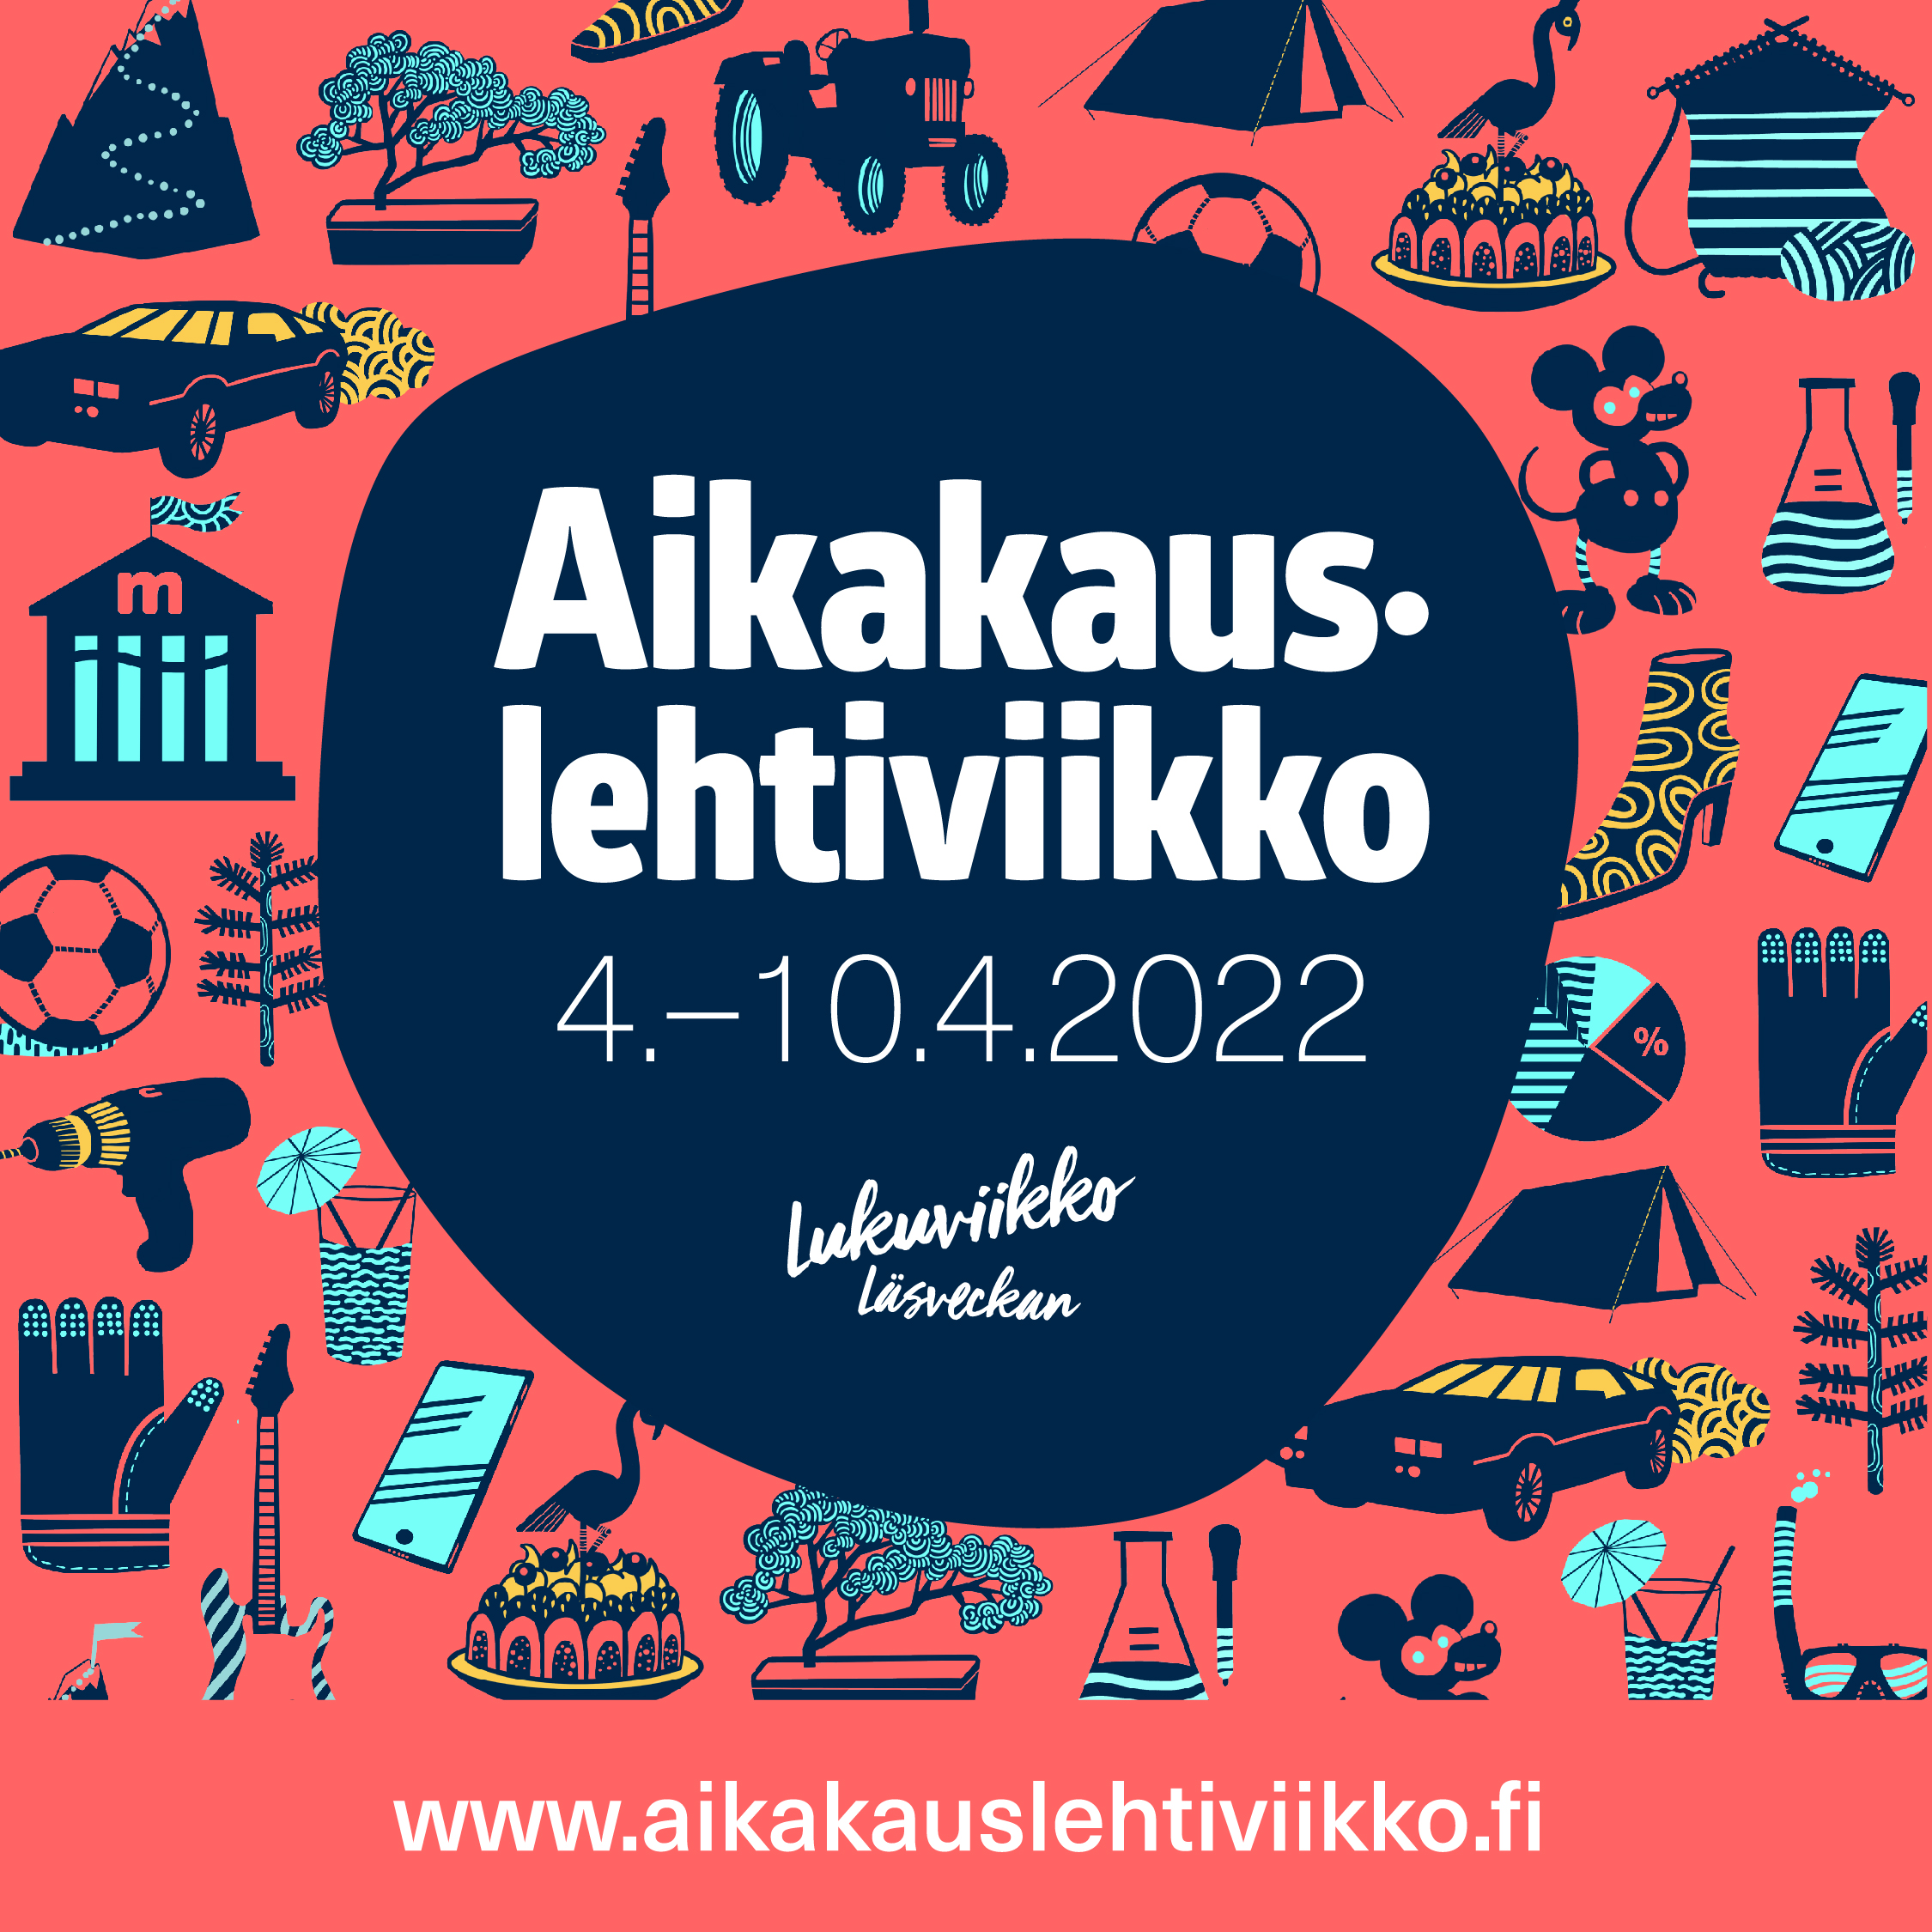 m
Aikakaus·
lehtiviikko
4.–10.4.2022
%
Lukuviikko
Läsveckan
www.aikakauslehtiviikko.fi